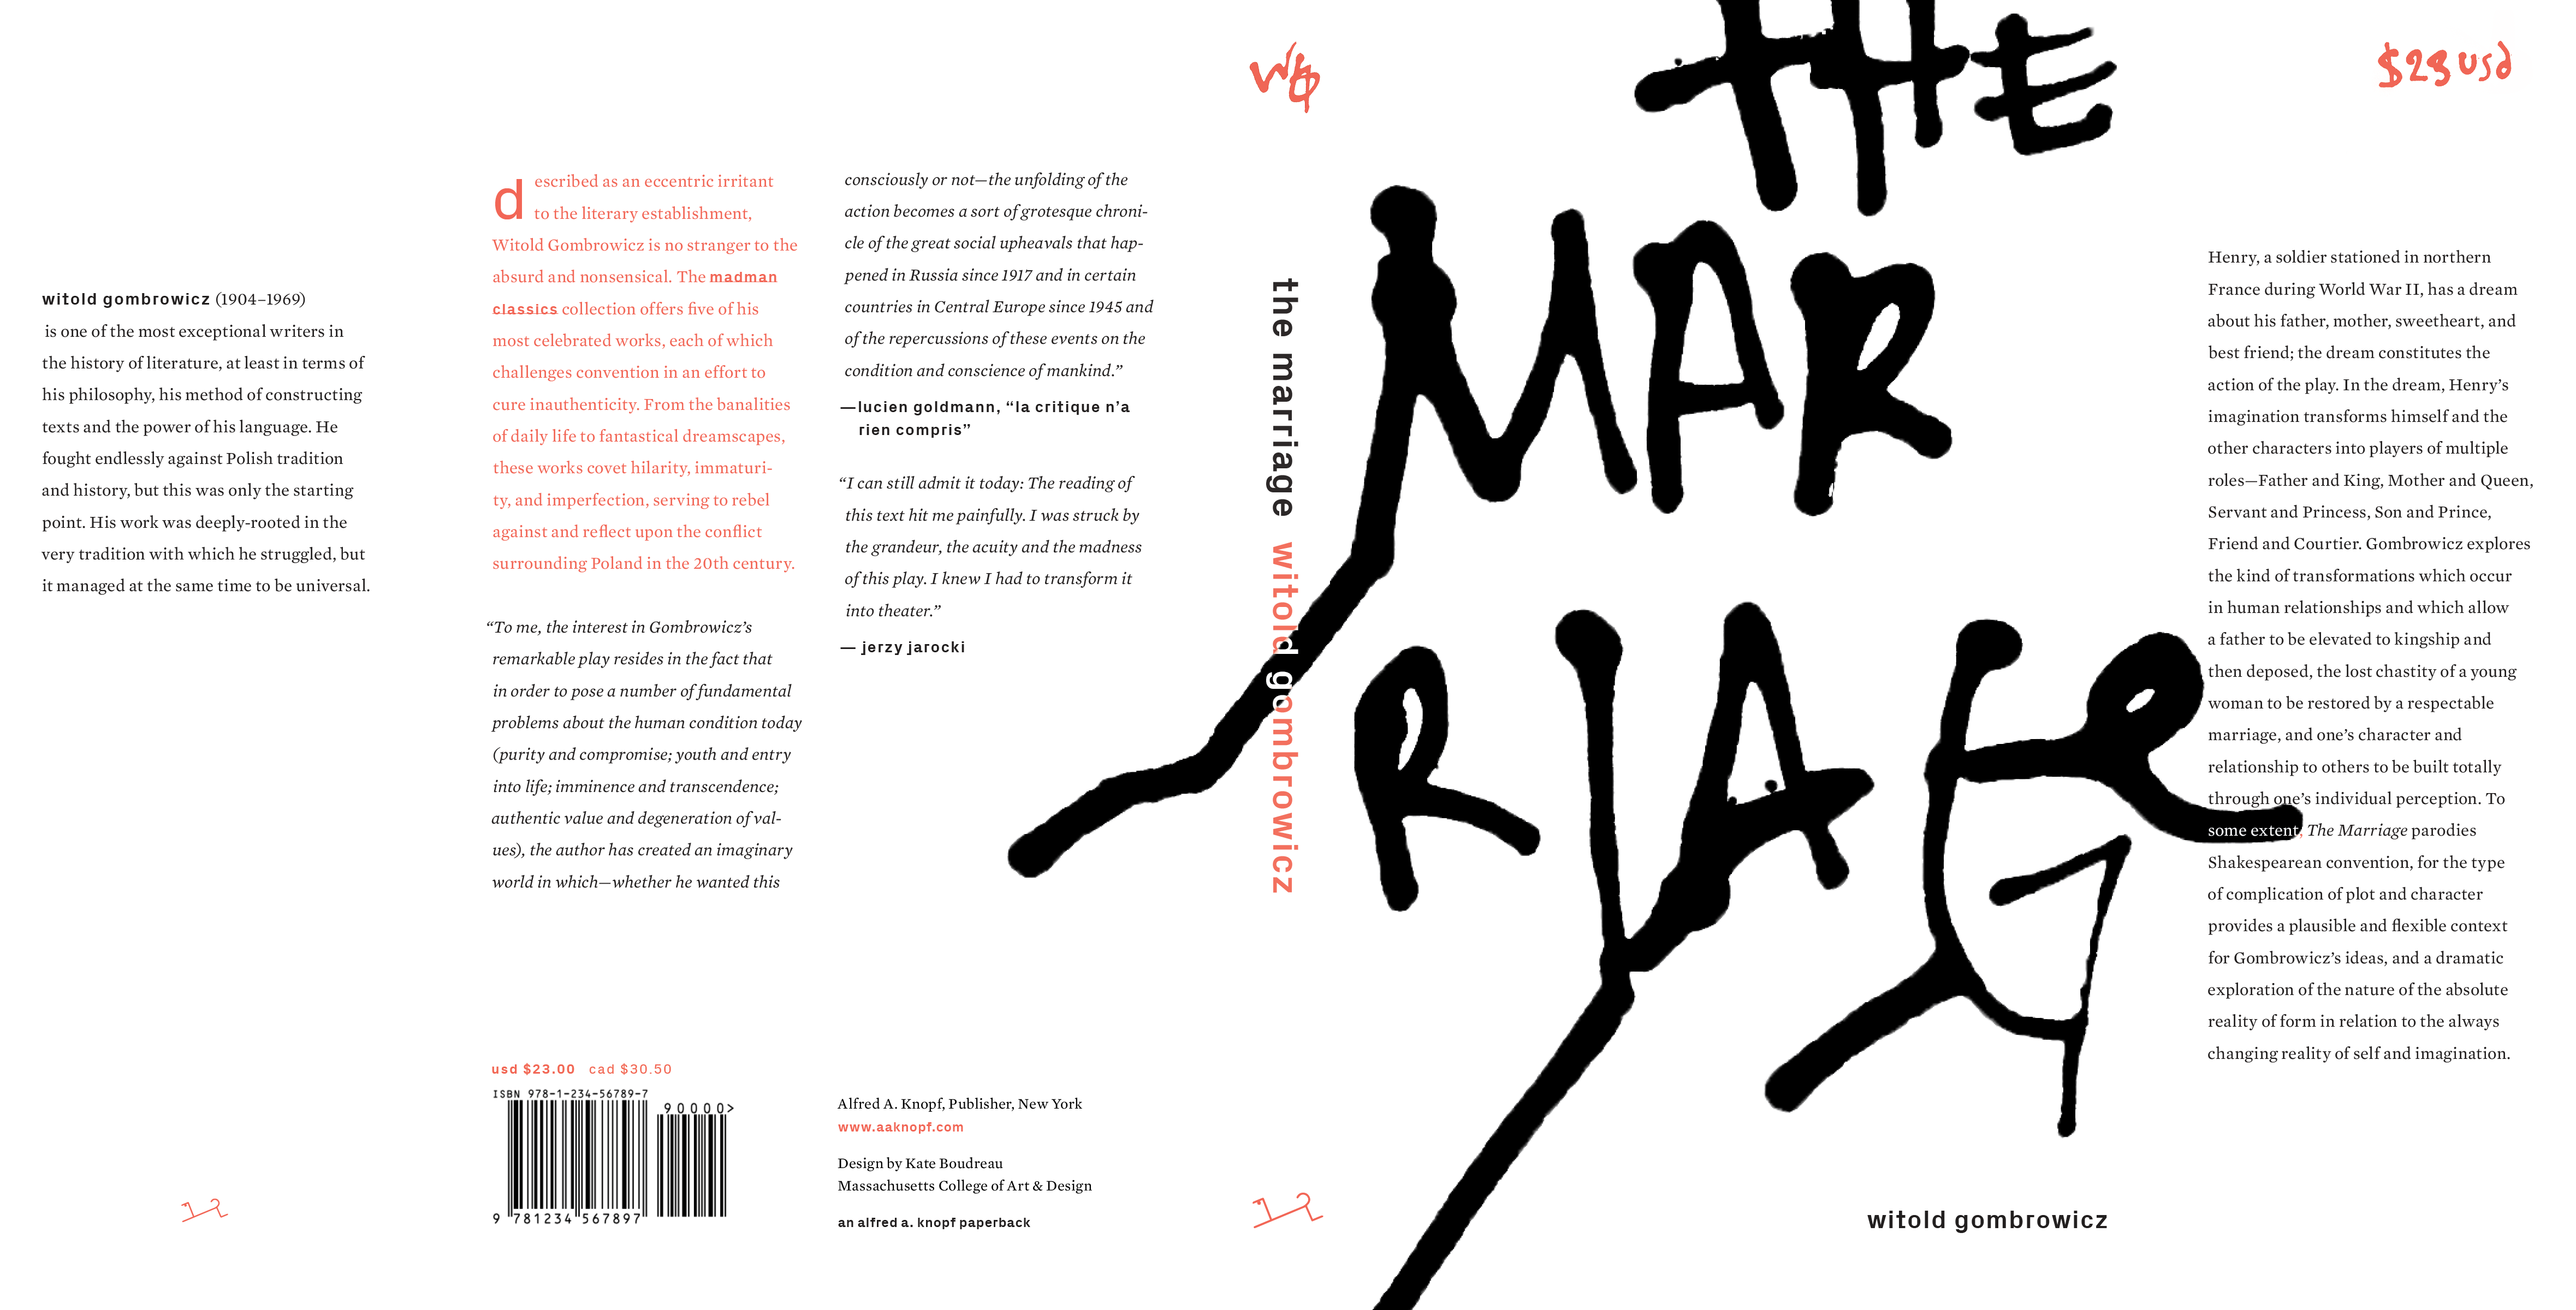 witold gombrowicz (1904–1969)
is one of the most exceptional writers in
the history of literature, at least in terms of
his philosophy, his method of constructing
texts and the power of his language. He
fought endlessly against Polish tradition
and history, but this was only the starting
point. His work was deeply-rooted in the
very tradition with which he struggled, but
it managed at the same time to be universal.
described as an eccentric irritant
to the literary establishment,
Witold Gombrowicz is no stranger to the
absurd and nonsensical. The madman
classics collection offers five of his
most celebrated works, each of which
challenges convention in an effort to
cure inauthenticity. From the banalities
of daily life to fantastical dreamscapes,
these works covet hilarity, immaturi-
ty, and imperfection, serving to rebel
against and reflect upon the conflict
surrounding Poland in the 20th century.
“To me, the interest in Gombrowicz’s
remarkable play resides in the fact that
in order to pose a number of fundamental
problems about the human condition today
(purity and compromise; youth and entry
into life; imminence and transcendence;
authentic value and degeneration of val-
ues), the author has created an imaginary
world in which—whether he wanted this
consciously or not—the unfolding of the
action becomes a sort of grotesque chroni-
cle of the great social upheavals that hap-
pened in Russia since 1917 and in certain
countries in Central Europe since 1945 and
of the repercussions of these events on the
condition and conscience of mankind.”
—lucien goldmann, “la critique n’a
rien compris”
“I can still admit it today: The reading of
this text hit me painfully. I was struck by
the grandeur, the acuity and the madness
of this play. I knew I had to transform it
into theater.”
— jerzy jarocki
usd $23.00 cad $30.50
ISBN 978-1-234-56789-7
90000>
9 781234 567897
Alfred A. Knopf, Publisher, New York
www.aaknopf.com
Design by Kate Boudreau
Massachusetts College of Art & Design
an alfred a. knopf paperback
WG
the marriage witold gombrowicz
THE
MAR
RIAGe
witold gombrowicz
$23 usd
Henry, a soldier stationed in northern
France during World War II, has a dream
about his father, mother, sweetheart, and
best friend; the dream constitutes the
action of the play. In the dream, Henry’s
imagination transforms himself and the
other characters into players of multiple
roles—Father and King, Mother and Queen,
Servant and Princess, Son and Prince,
Friend and Courtier. Gombrowicz explores
the kind of transformations which occur
in human relationships and which allow
a father to be elevated to kingship and
then deposed, the lost chastity of a young
woman to be restored by a respectable
marriage, and one’s character and
relationship to others to be built totally
through one’s individual perception. To
some extent, The Marriage parodies
Shakespearean convention, for the type
of complication of plot and character
provides a plausible and flexible context
for Gombrowicz’s ideas, and a dramatic
exploration of the nature of the absolute
reality of form in relation to the always
changing reality of self and imagination.